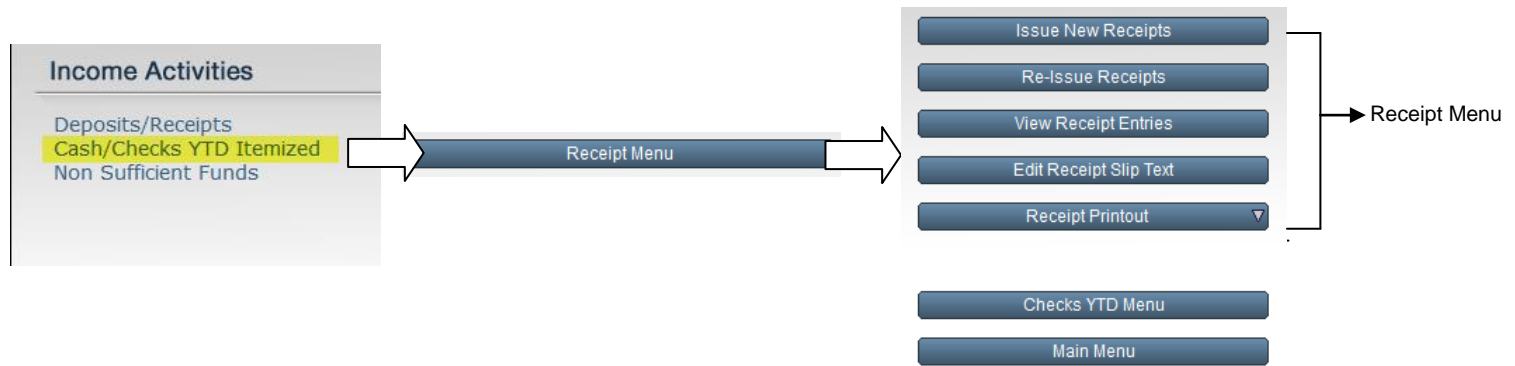 Income Activities
Deposits/Receipts
Cash/Checks YTD Itemized
Non Sufficient Funds
Receipt Menu
Issue New Receipts
Re-Issue Receipts
View Receipt Entries
Edit Receipt Slip Text
Receipt Printout
Checks YTD Menu
Main Menu
Receipt Menu